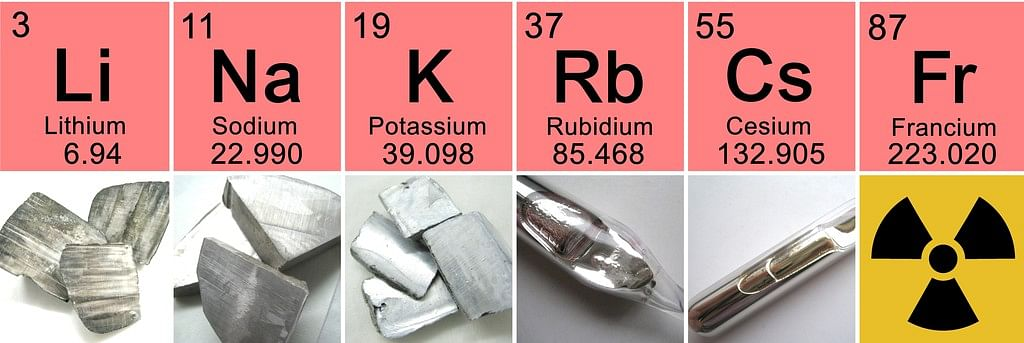 3
Li
Lithium
6.94
11
Na
Sodium
22.990
19
K
Potassium
39.098
37
Rb
Rubidium
85.468
55
Cs
Cesium
132.905
87
Fr
Francium
223.020